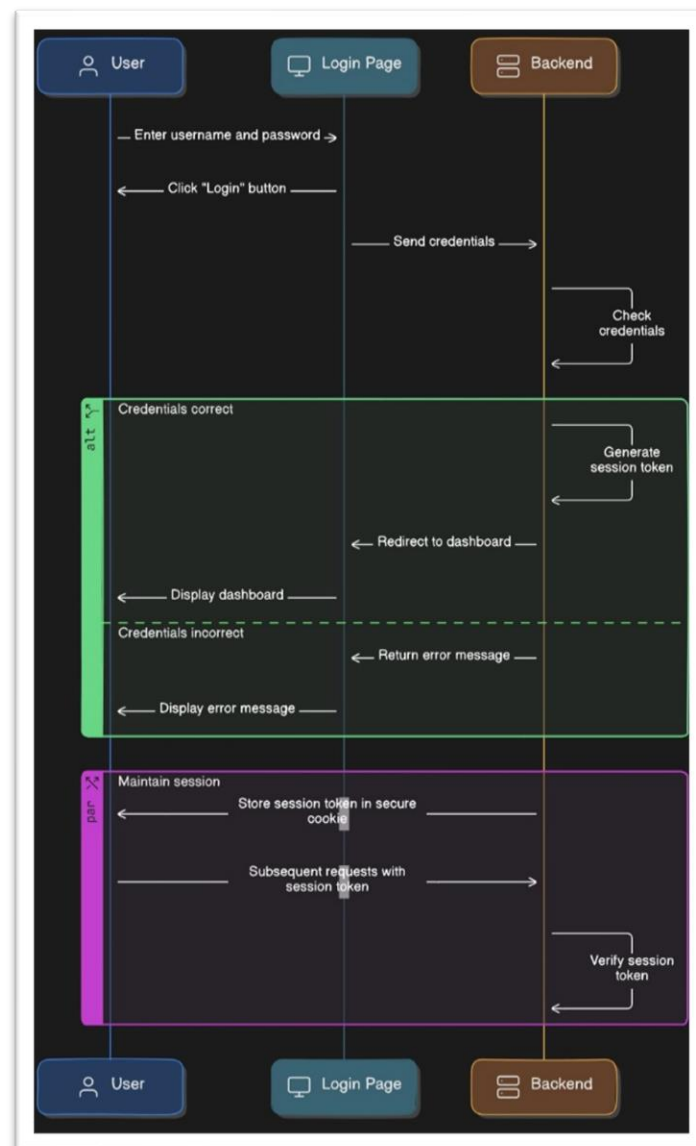 User
Login Page
Backend
Enter username and password
Click "Login" button
Send credentials
Check
credentials
alt
Credentials correct
Generate
session token
Redirect to dashboard
Display dashboard
Credentials incorrect
Return error message
Display error message
par
Maintain session
Store session token in secure
cookie
Subsequent requests with
session token
Verify session
token
User
Login Page
Backend